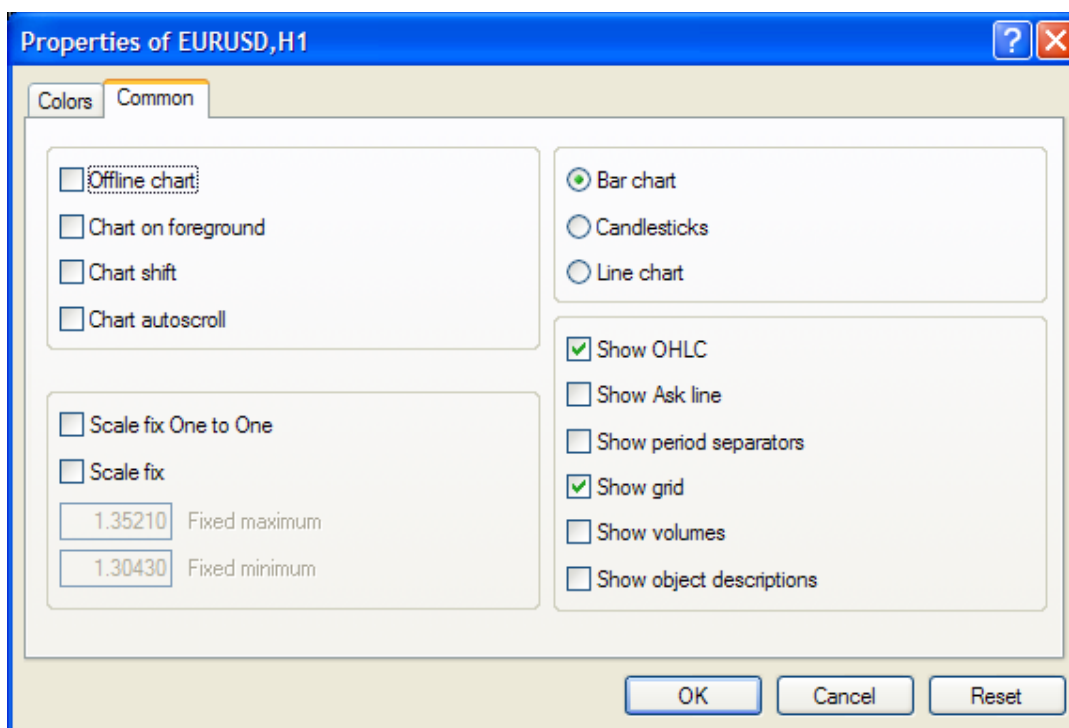 Properties of EURUSD,H1
Colors
Common
Offline chart
Chart on foreground
Chart shift
Chart autoscroll
Scale fix One to One
Scale fix
1.35210 Fixed maximum
1.30430 Fixed minimum
Bar chart
Candlesticks
Line chart
Show OHLC
Show Ask line
Show period separators
Show grid
Show volumes
Show object descriptions
OK
Cancel
Reset